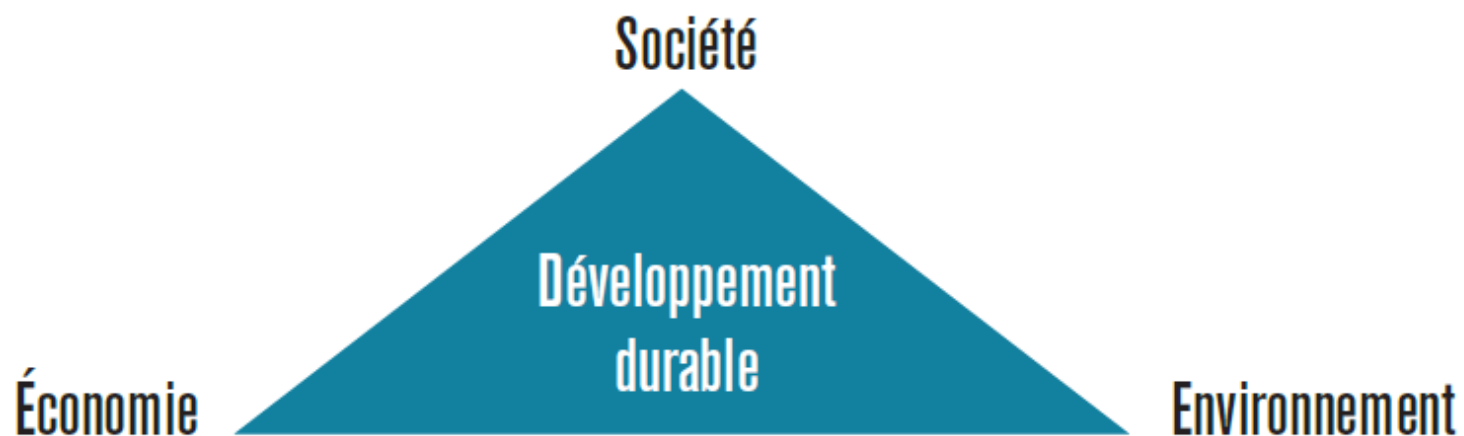 Société
Développement
durable
Économie
Environnement